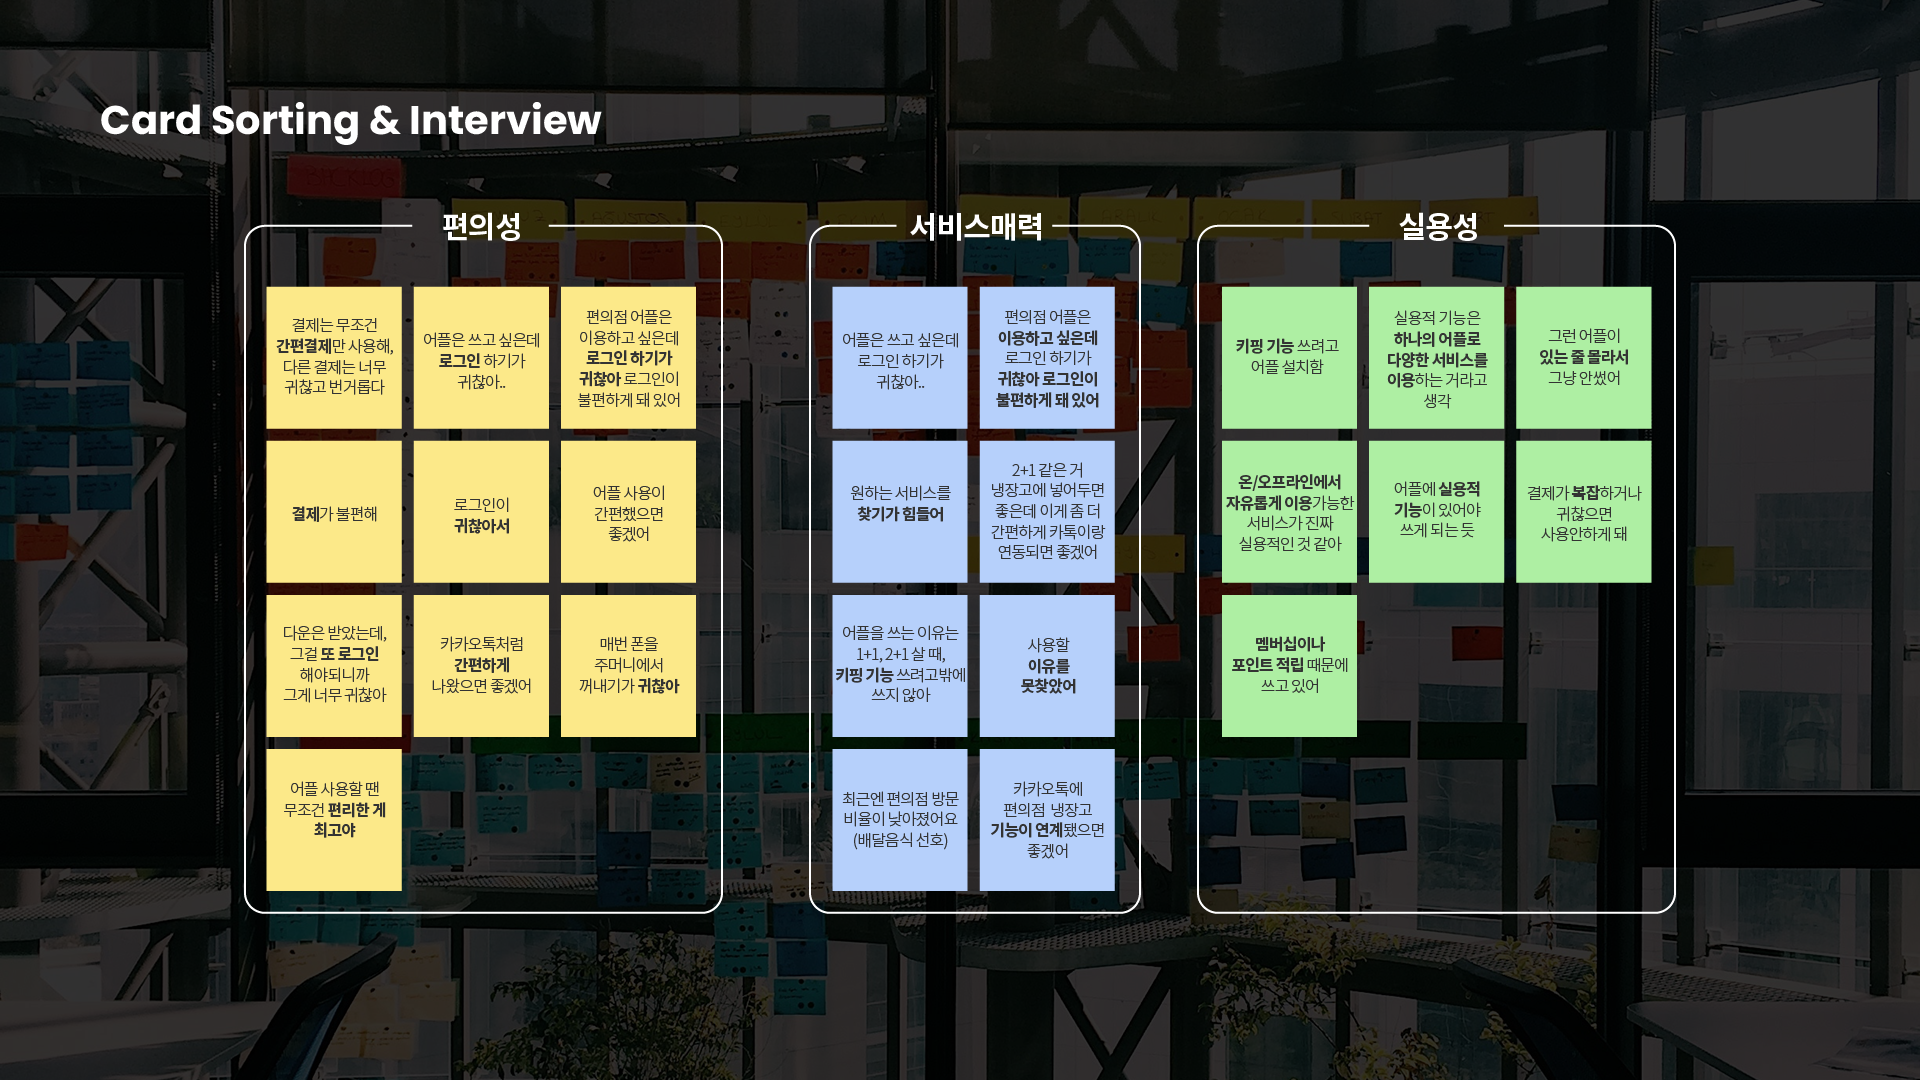 Card Sorting & Interview
편의성
결제는 무조건
간편결제만 사용해,
다른 결제는 너무
귀찮고 번거롭다
어플은 쓰고 싶은데
로그인 하기가
귀찮아..
편의점 어플은
이용하고 싶은데
로그인 하기가
귀찮아 로그인이
불편하게 돼 있어
결제가 불편해
로그인이
귀찮아서
어플 사용이
간편했으면
좋겠어
다운은 받았는데,
그걸 또 로그인
해야되니까
그게 너무 귀찮아
카카오톡처럼
간편하게
나왔으면 좋겠어
매번 폰을
주머니에서
꺼내기가 귀찮아
어플 사용할 땐
무조건 편리한 게
최고야
서비스매력
어플은 쓰고 싶은데
로그인 하기가
귀찮아..
편의점 어플은
이용하고 싶은데
로그인 하기가
귀찮아 로그인이
불편하게 돼 있어
원하는 서비스를
찾기가 힘들어
2+1 같은 거
냉장고에 넣어두면
좋은데 이게 좀 더
간편하게 카톡이랑
연동되면 좋겠어
어플을 쓰는 이유는
1+1, 2+1 살 때,
키핑 기능 쓰려고밖에
쓰지 않아
사용할
이유를
못찾았어
최근엔 편의점 방문
비율이 낮아졌어요
(배달음식 선호)
카카오톡에
편의점 냉장고
기능이 연계됐으면
좋겠어
실용성
키핑 기능 쓰려고
어플 설치함
실용적 기능은
하나의 어플로
다양한 서비스를
이용하는 거라고
생각
그런 어플이
있는 줄 몰라서
그냥 안썼어
온/오프라인에서
자유롭게 이용가능한
서비스가 진짜
실용적인 것 같아
어플에 실용적
기능이 있어야
쓰게 되는 듯
결제가 복잡하거나
귀찮으면
사용안하게 돼
멤버십이나
포인트 적립 때문에
쓰고 있어